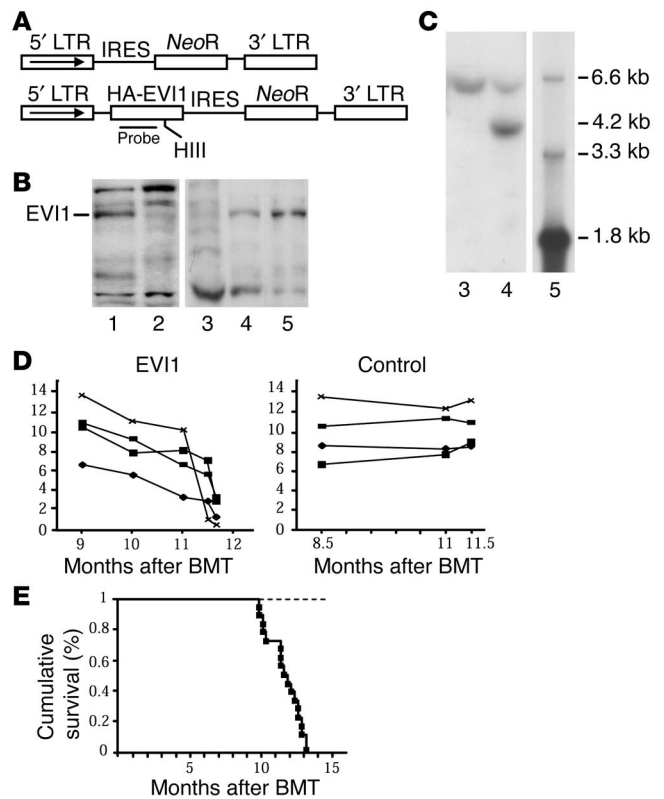 A
5′ LTR IRES NeoR 3′ LTR
5′ LTR HA-EVI1 IRES NeoR 3′ LTR
Probe
HIII
B
EVI1
1 2 3 4 5
C
6.6 kb
4.2 kb
3.3 kb
1.8 kb
3 4 5
D
EVI1
14
12
10
8
6
4
2
0
9 10 11 12
Months after BMT
Control
14
12
10
8
6
4
2
0
8.5 11 11.5
Months after BMT
E
Cumulative
survival (%)
1
0.8
0.6
0.4
0.2
0
5 10 15
Months after BMT